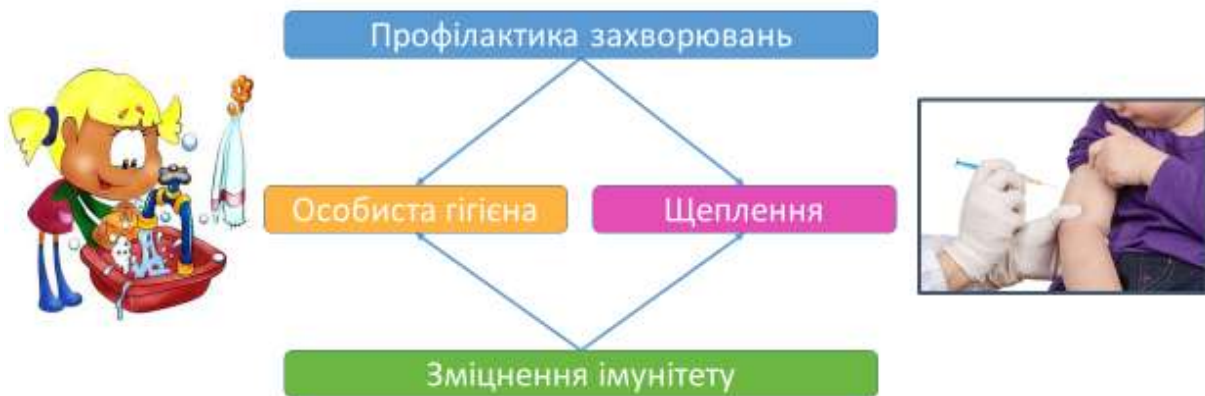 Профілактика захворювань
Особиста гігієна
Щеплення
Зміцнення імунітету